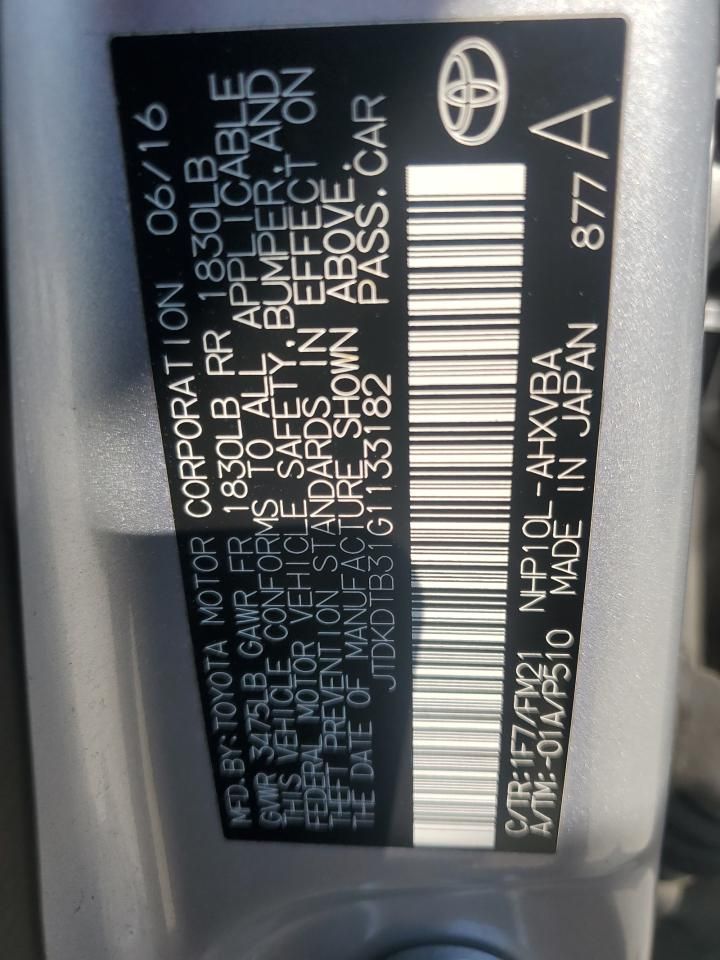 MFD.BY:TOYOTA MOTOR CORPORATION 06/16
GVWR 3475LB GAWR FR 1830LB RR 1830LB
THIS VEHICLE CONFORMS TO ALL APPLICABLE
FEDERAL MOTOR VEHICLE SAFETY,BUMPER,AND
THEFT PREVENTION STANDARDS IN EFFECT ON
THE DATE OF MANUFACTURE SHOWN ABOVE.
JTDKDTB31G1133182 PASS.CAR
C/TR:1F7/FM21 NHP10L-AHXVBA
A/TM:-01A/P510 MADE IN JAPAN 877 A